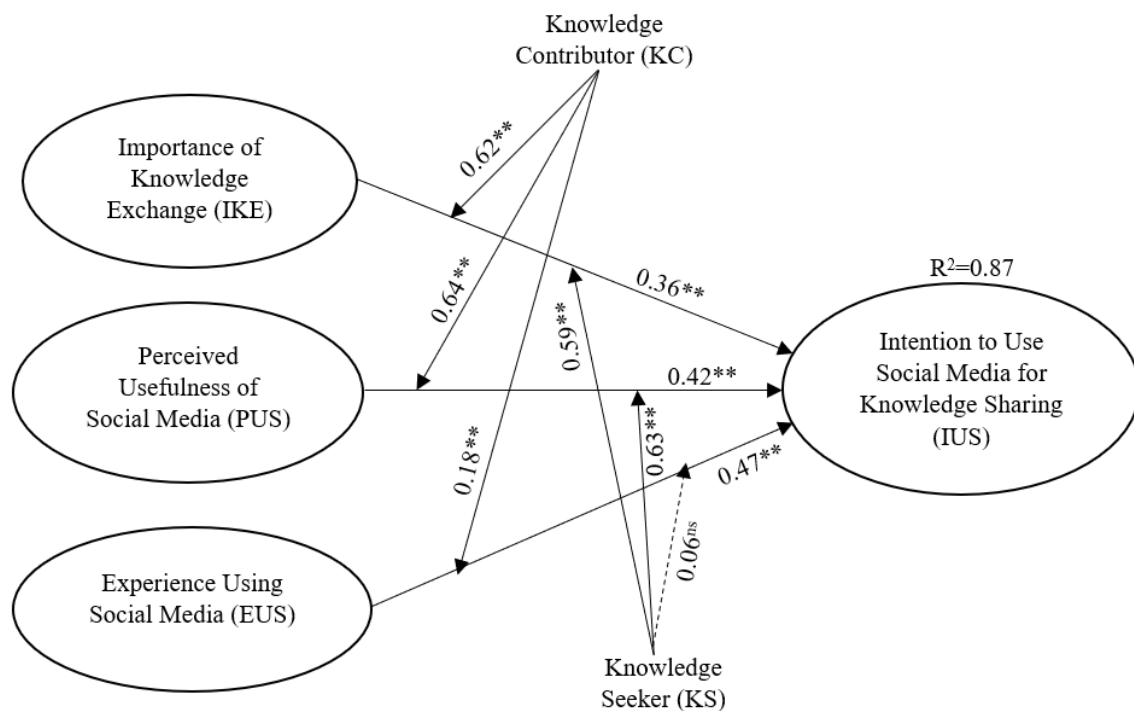 Knowledge
Contributor (KC)
Importance of
Knowledge
Exchange (IKE)
0.62**
0.64**
0.36**
R²=0.87
0.59**
Perceived
Usefulness of
Social Media (PUS)
0.42**
Intention to Use
Social Media for
Knowledge Sharing
(IUS)
0.63**
0.18**
0.47**
0.06ⁿˢ
Experience Using
Social Media (EUS)
Knowledge
Seeker (KS)